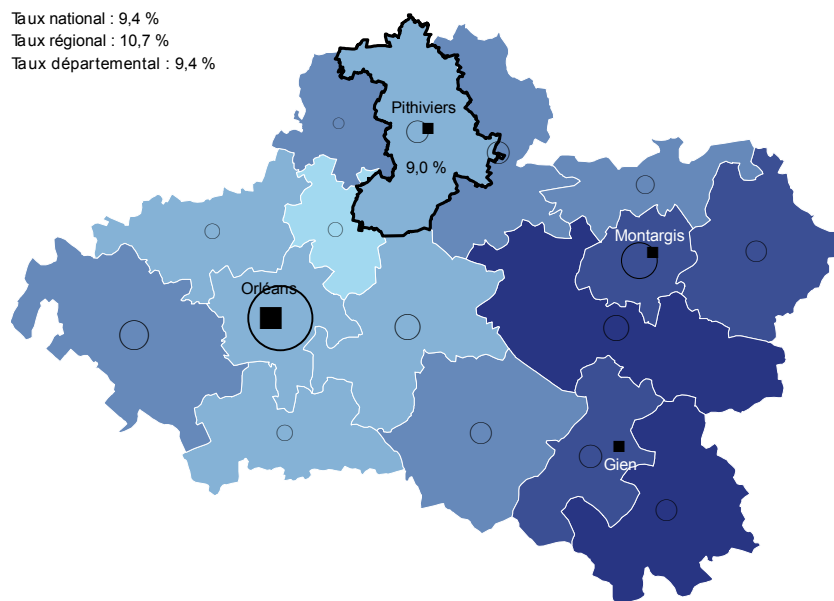 Taux national : 9,4 %
Taux régional : 10,7 %
Taux départemental : 9,4 %
Pithiviers
9,0 %
Montargis
Orléans
Gien